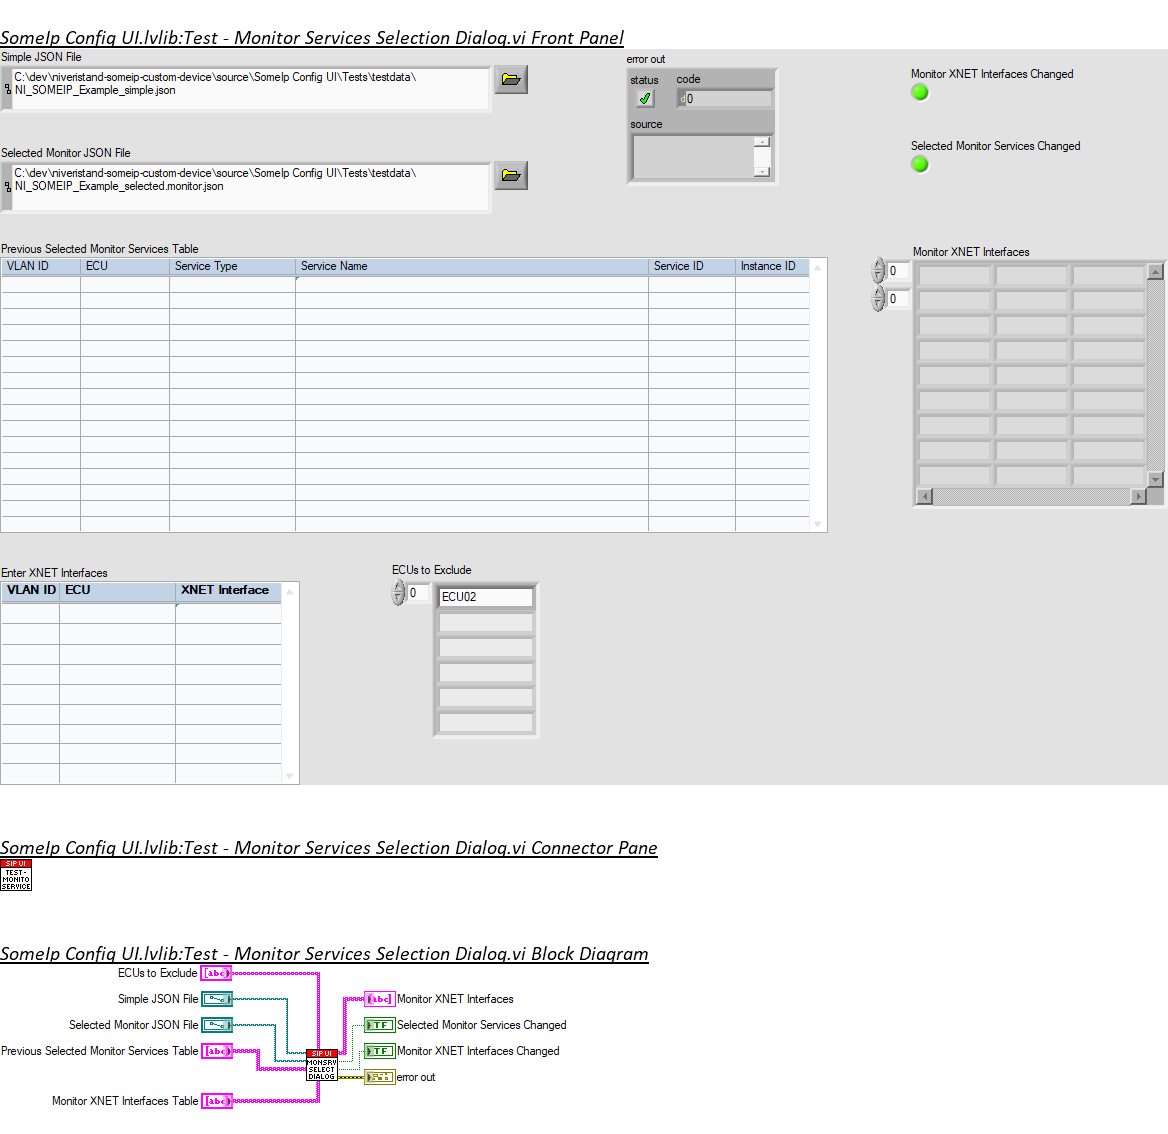 SomeIp Config UI.lvlib:Test - Monitor Services Selection Dialog.vi Front Panel
Simple JSON File
C:\dev\niveristand-someip-custom-device\source\SomeIp Config UI\Tests\testdata\
NI_SOMEIP_Example_simple.json
error out
status
code
d 0
source
Monitor XNET Interfaces Changed
Selected Monitor Services Changed
Selected Monitor JSON File
C:\dev\niveristand-someip-custom-device\source\SomeIp Config UI\Tests\testdata\
NI_SOMEIP_Example_selected.monitor.json
Previous Selected Monitor Services Table
VLAN ID ECU Service Type Service Name Service ID Instance ID
Monitor XNET Interfaces
0
0
Enter XNET Interfaces
VLAN ID ECU XNET Interface
ECUs to Exclude
0
ECU02
SomeIp Config UI.lvlib:Test - Monitor Services Selection Dialog.vi Connector Pane
SIP UI
TEST-
MONITO
SERVICE
SomeIp Config UI.lvlib:Test - Monitor Services Selection Dialog.vi Block Diagram
ECUs to Exclude
abc
Simple JSON File
Selected Monitor JSON File
Previous Selected Monitor Services Table
abc
Monitor XNET Interfaces Table
abc
SIP UI
MONSRV
SELECT
DIALOG
abc
Monitor XNET Interfaces
TF
Selected Monitor Services Changed
TF
Monitor XNET Interfaces Changed
error out